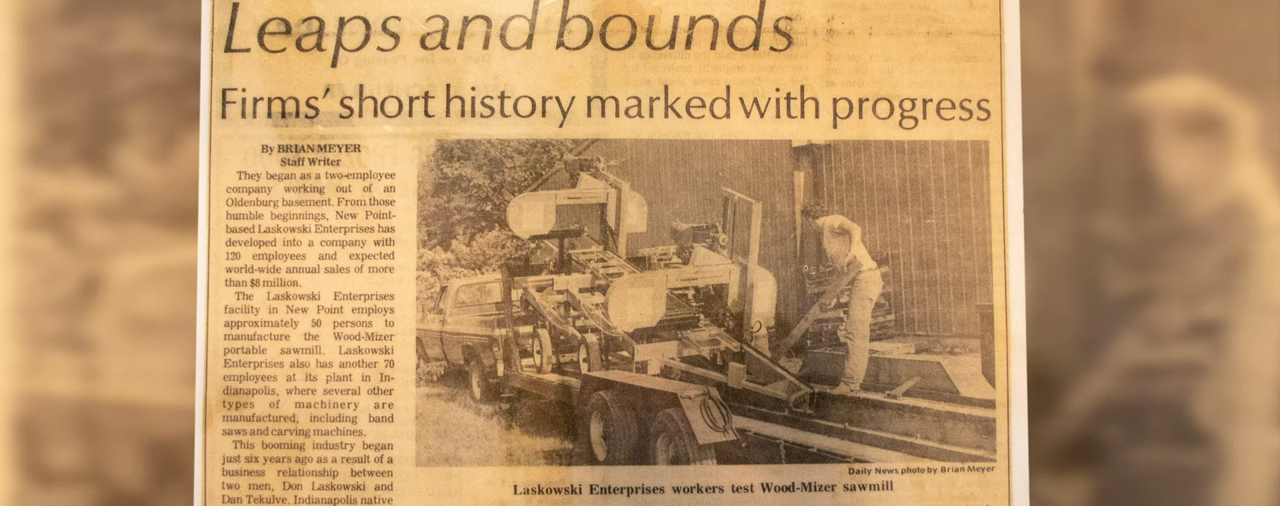 Leaps and bounds
Firms' short history marked with progress
By BRIAN MEYER
Staff Writer
They began as a two-employee
company working out of an
Oldenburg basement. From those
humble beginnings, New Point-
based Laskowski Enterprises has
developed into a company with
120 employees and expected
world-wide annual sales of more
than $8 million.
The Laskowski Enterprises
facility in New Point employs
approximately 50 persons to
manufacture the Wood-Mizer
portable sawmill. Laskowski
Enterprises also has another 70
employees at its plant in In-
dianapolis, where several other
types of machinery are
manufactured, including band
saws and carving machines.
This booming industry began
just six years ago as a result of a
business relationship between
two men, Don Laskowski and
Dan Tekulve. Indianapolis native
Daily News photo by Brian Meyer
Laskowski Enterprises workers test Wood-Mizer sawmill